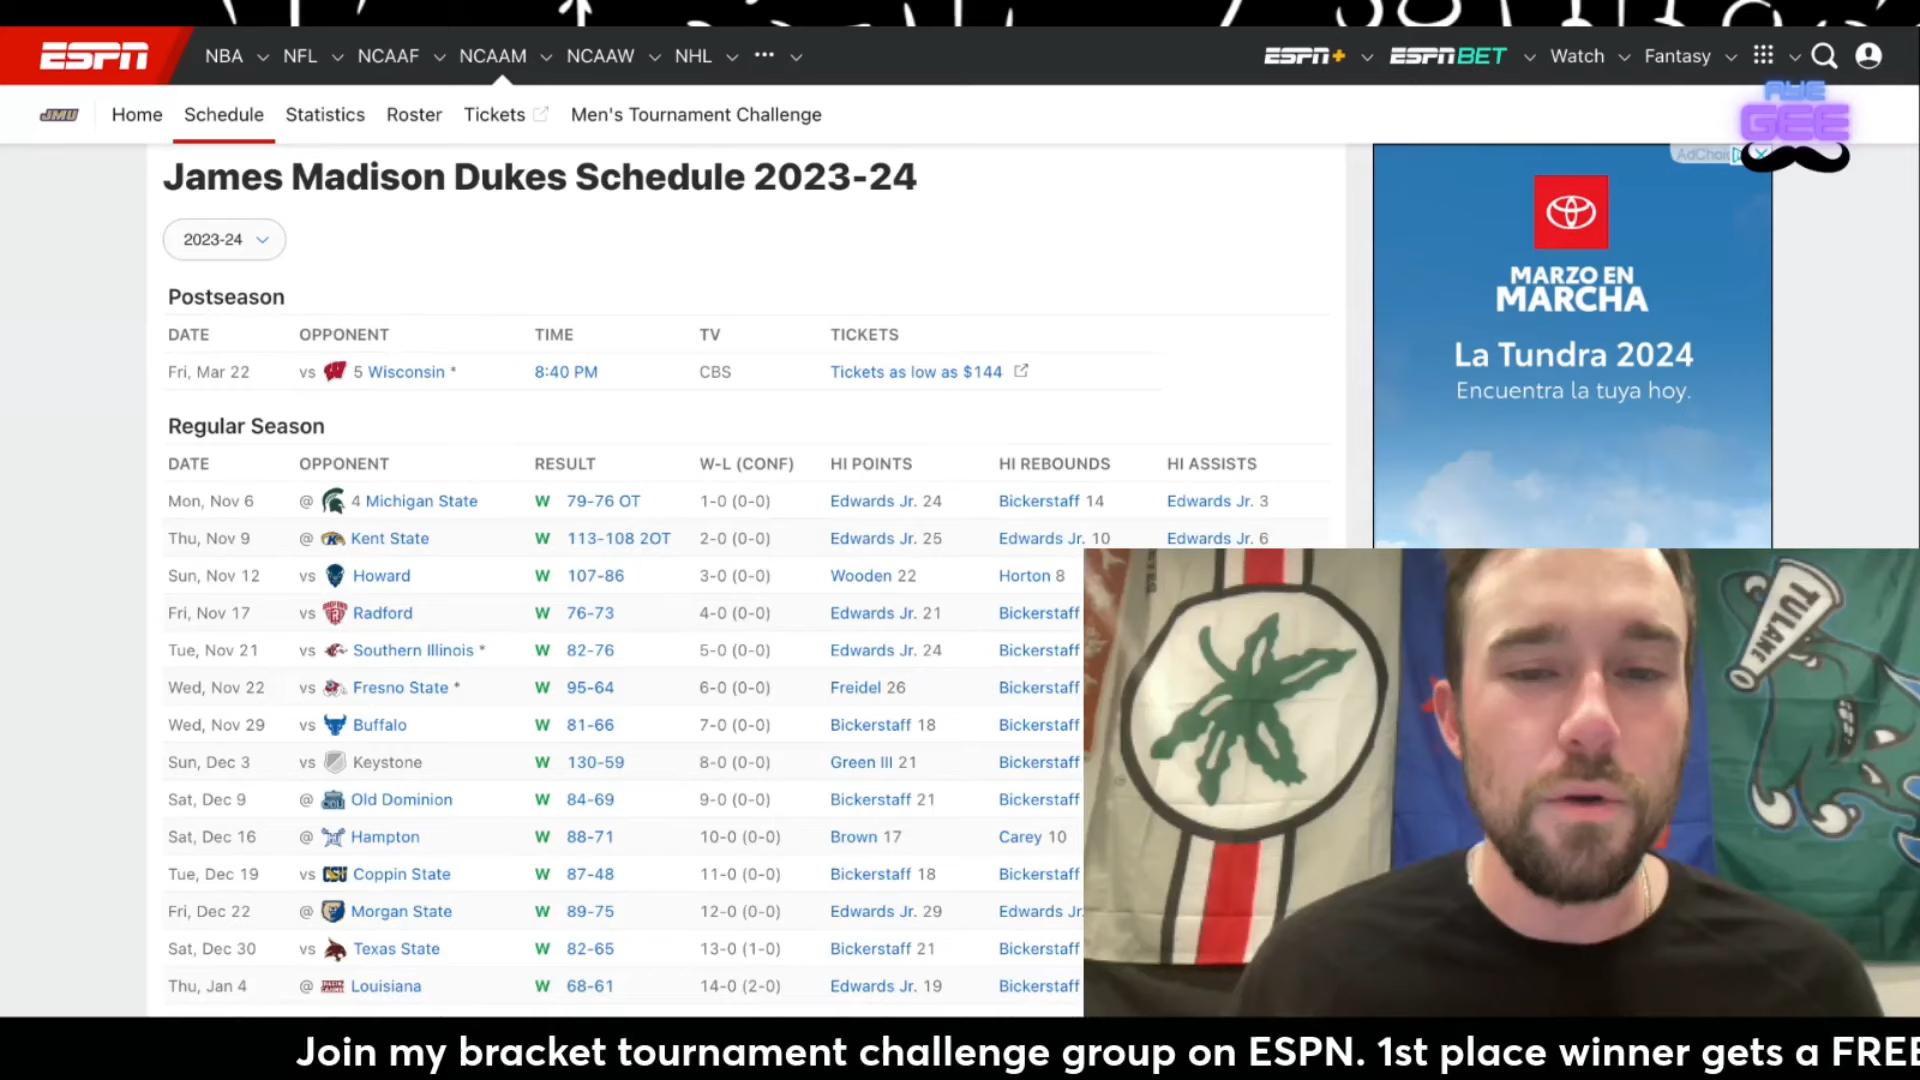 ESPN NBA NFL NCAAF NCAAM NCAAW NHL ESPN+ ESPN BET Watch Fantasy
JMU Home Schedule Statistics Roster Tickets Men's Tournament Challenge
AYE
GEE
James Madison Dukes Schedule 2023-24
2023-24
Postseason
DATE OPPONENT TIME TV TICKETS
Fri, Mar 22 vs 5 Wisconsin * 8:40 PM CBS Tickets as low as $144
Regular Season
DATE OPPONENT RESULT W-L (CONF) HI POINTS HI REBOUNDS HI ASSISTS
Mon, Nov 6 @ 4 Michigan State W 79-76 OT 1-0 (0-0) Edwards Jr. 24 Bickerstaff 14 Edwards Jr. 3
Thu, Nov 9 @ Kent State W 113-108 2OT 2-0 (0-0) Edwards Jr. 25 Edwards Jr. 10 Edwards Jr. 6
Sun, Nov 12 vs Howard W 107-86 3-0 (0-0) Wooden 22 Horton 8
Fri, Nov 17 vs Radford W 76-73 4-0 (0-0) Edwards Jr. 21 Bickerstaff
Tue, Nov 21 vs Southern Illinois * W 82-76 5-0 (0-0) Edwards Jr. 24 Bickerstaff
Wed, Nov 22 vs Fresno State * W 95-64 6-0 (0-0) Freidel 26 Bickerstaff
Wed, Nov 29 vs Buffalo W 81-66 7-0 (0-0) Bickerstaff 18 Bickerstaff
Sun, Dec 3 vs Keystone W 130-59 8-0 (0-0) Green III 21 Bickerstaff
Sat, Dec 9 @ Old Dominion W 84-69 9-0 (0-0) Bickerstaff 21 Bickerstaff
Sat, Dec 16 @ Hampton W 88-71 10-0 (0-0) Brown 17 Carey 10
Tue, Dec 19 vs Coppin State W 87-48 11-0 (0-0) Bickerstaff 18 Bickerstaff
Fri, Dec 22 @ Morgan State W 89-75 12-0 (0-0) Edwards Jr. 29 Edwards Jr.
Sat, Dec 30 vs Texas State W 82-65 13-0 (1-0) Bickerstaff 21 Bickerstaff
Thu, Jan 4 @ Louisiana W 68-61 14-0 (2-0) Edwards Jr. 19 Bickerstaff
MARZO EN
MARCHA
La Tundra 2024
Encuentra la tuya hoy.
TULANE
Join my bracket tournament challenge group on ESPN. 1st place winner gets a FREE